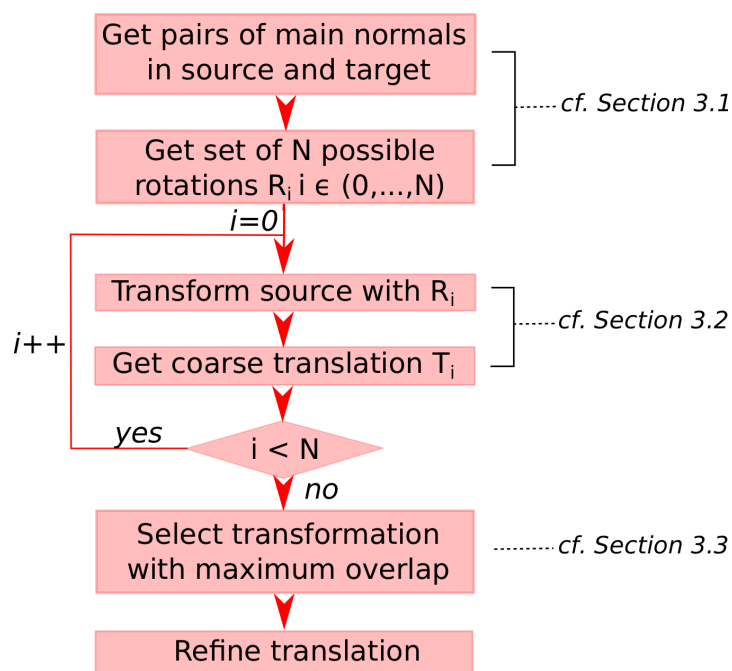 Get pairs of main normals
in source and target
cf. Section 3.1
Get set of N possible
rotations Rᵢ i ϵ (0,...,N)
i=0
Transform source with Rᵢ
cf. Section 3.2
i++
Get coarse translation Tᵢ
yes
i < N
no
Select transformation
with maximum overlap
cf. Section 3.3
Refine translation